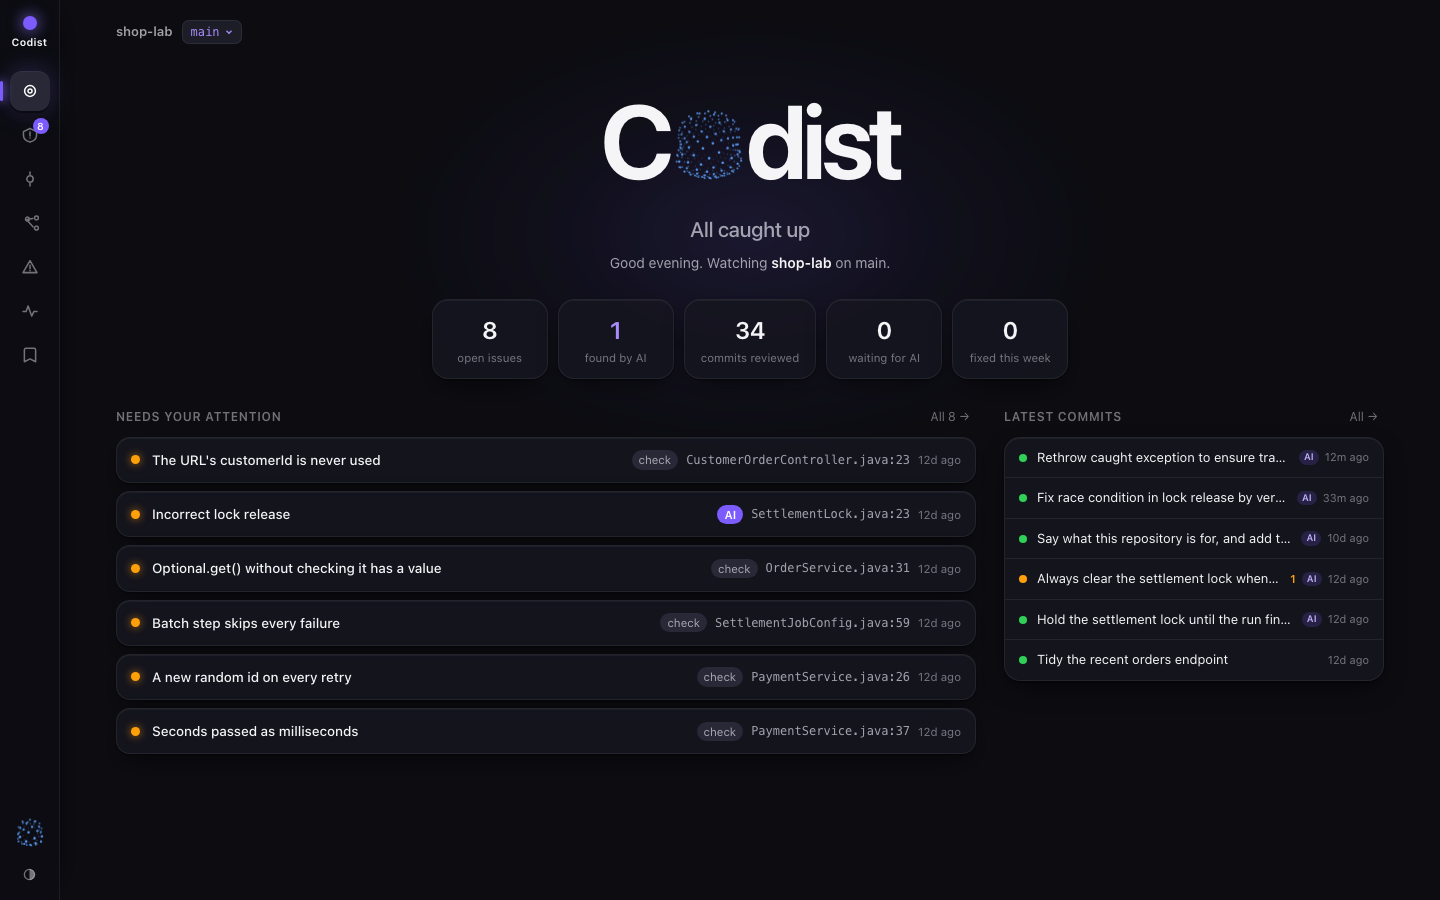 Codist
shop-lab main
8
C dist
All caught up
Good evening. Watching shop-lab on main.
8 open issues
1 found by AI
34 commits reviewed
0 waiting for AI
0 fixed this week
NEEDS YOUR ATTENTION All 8 →
The URL's customerId is never used check CustomerOrderController.java:23 12d ago
Incorrect lock release AI SettlementLock.java:23 12d ago
Optional.get() without checking it has a value check OrderService.java:31 12d ago
Batch step skips every failure check SettlementJobConfig.java:59 12d ago
A new random id on every retry check PaymentService.java:26 12d ago
Seconds passed as milliseconds check PaymentService.java:37 12d ago
LATEST COMMITS All →
Rethrow caught exception to ensure tra... AI 12m ago
Fix race condition in lock release by ver... AI 33m ago
Say what this repository is for, and add t... AI 10d ago
Always clear the settlement lock when... 1 AI 12d ago
Hold the settlement lock until the run fin... AI 12d ago
Tidy the recent orders endpoint 12d ago